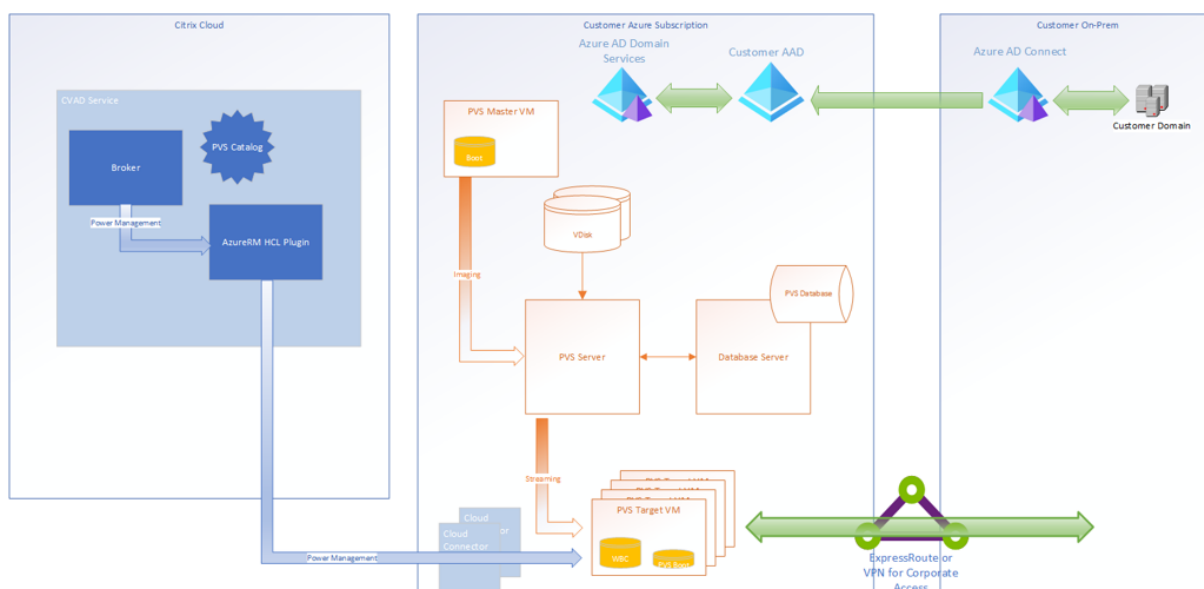 Citrix Cloud
CVAD Service
PVS Catalog
Broker
Power Management
AzureRM HCL Plugin
Customer Azure Subscription
Azure AD Domain
Services
Customer AAD
PVS Master VM
Boot
VDisk
Imaging
PVS Database
PVS Server
Database Server
Streaming
PVS Target VM
WBC
PVS Boot
Cloud
or
Cloud
Connector
Power Management
Customer On-Prem
Azure AD Connect
Customer Domain
ExpressRoute or
VPN for Corporate
Access